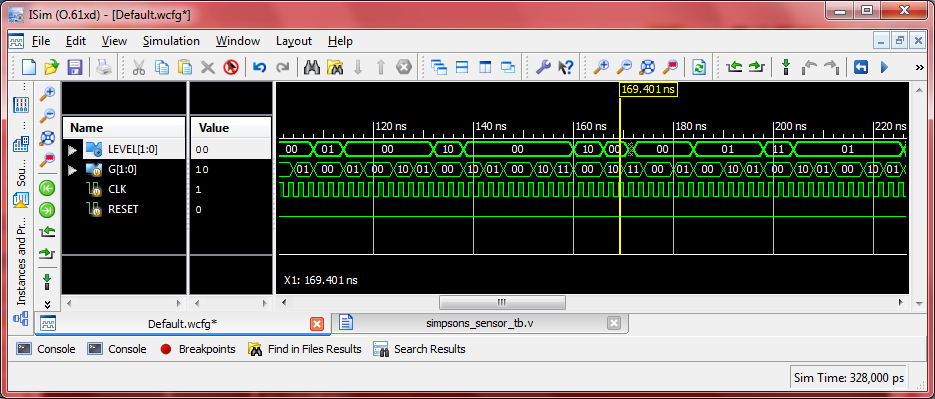 ISim (O.61xd) - [Default.wcfg*]
File Edit View Simulation Window Layout Help
169.401 ns
120 ns 140 ns 160 ns 180 ns 200 ns 220 ns
Name Value
LEVEL[1:0] 00 00 01 00 10 00 10 00 00 01 11 01
G[1:0] 10 01 00 01 00 01 00 10 00 10 01 00 10 11 00 10 11 00 01 00 01 00 01 00 10 01 00 10 01
CLK 1
RESET 0
X1: 169.401 ns
Instances and Pr...
Sou...
Default.wcfg* simpsons_sensor_tb.v
Console Console Breakpoints Find in Files Results Search Results
Sim Time: 328,000 ps